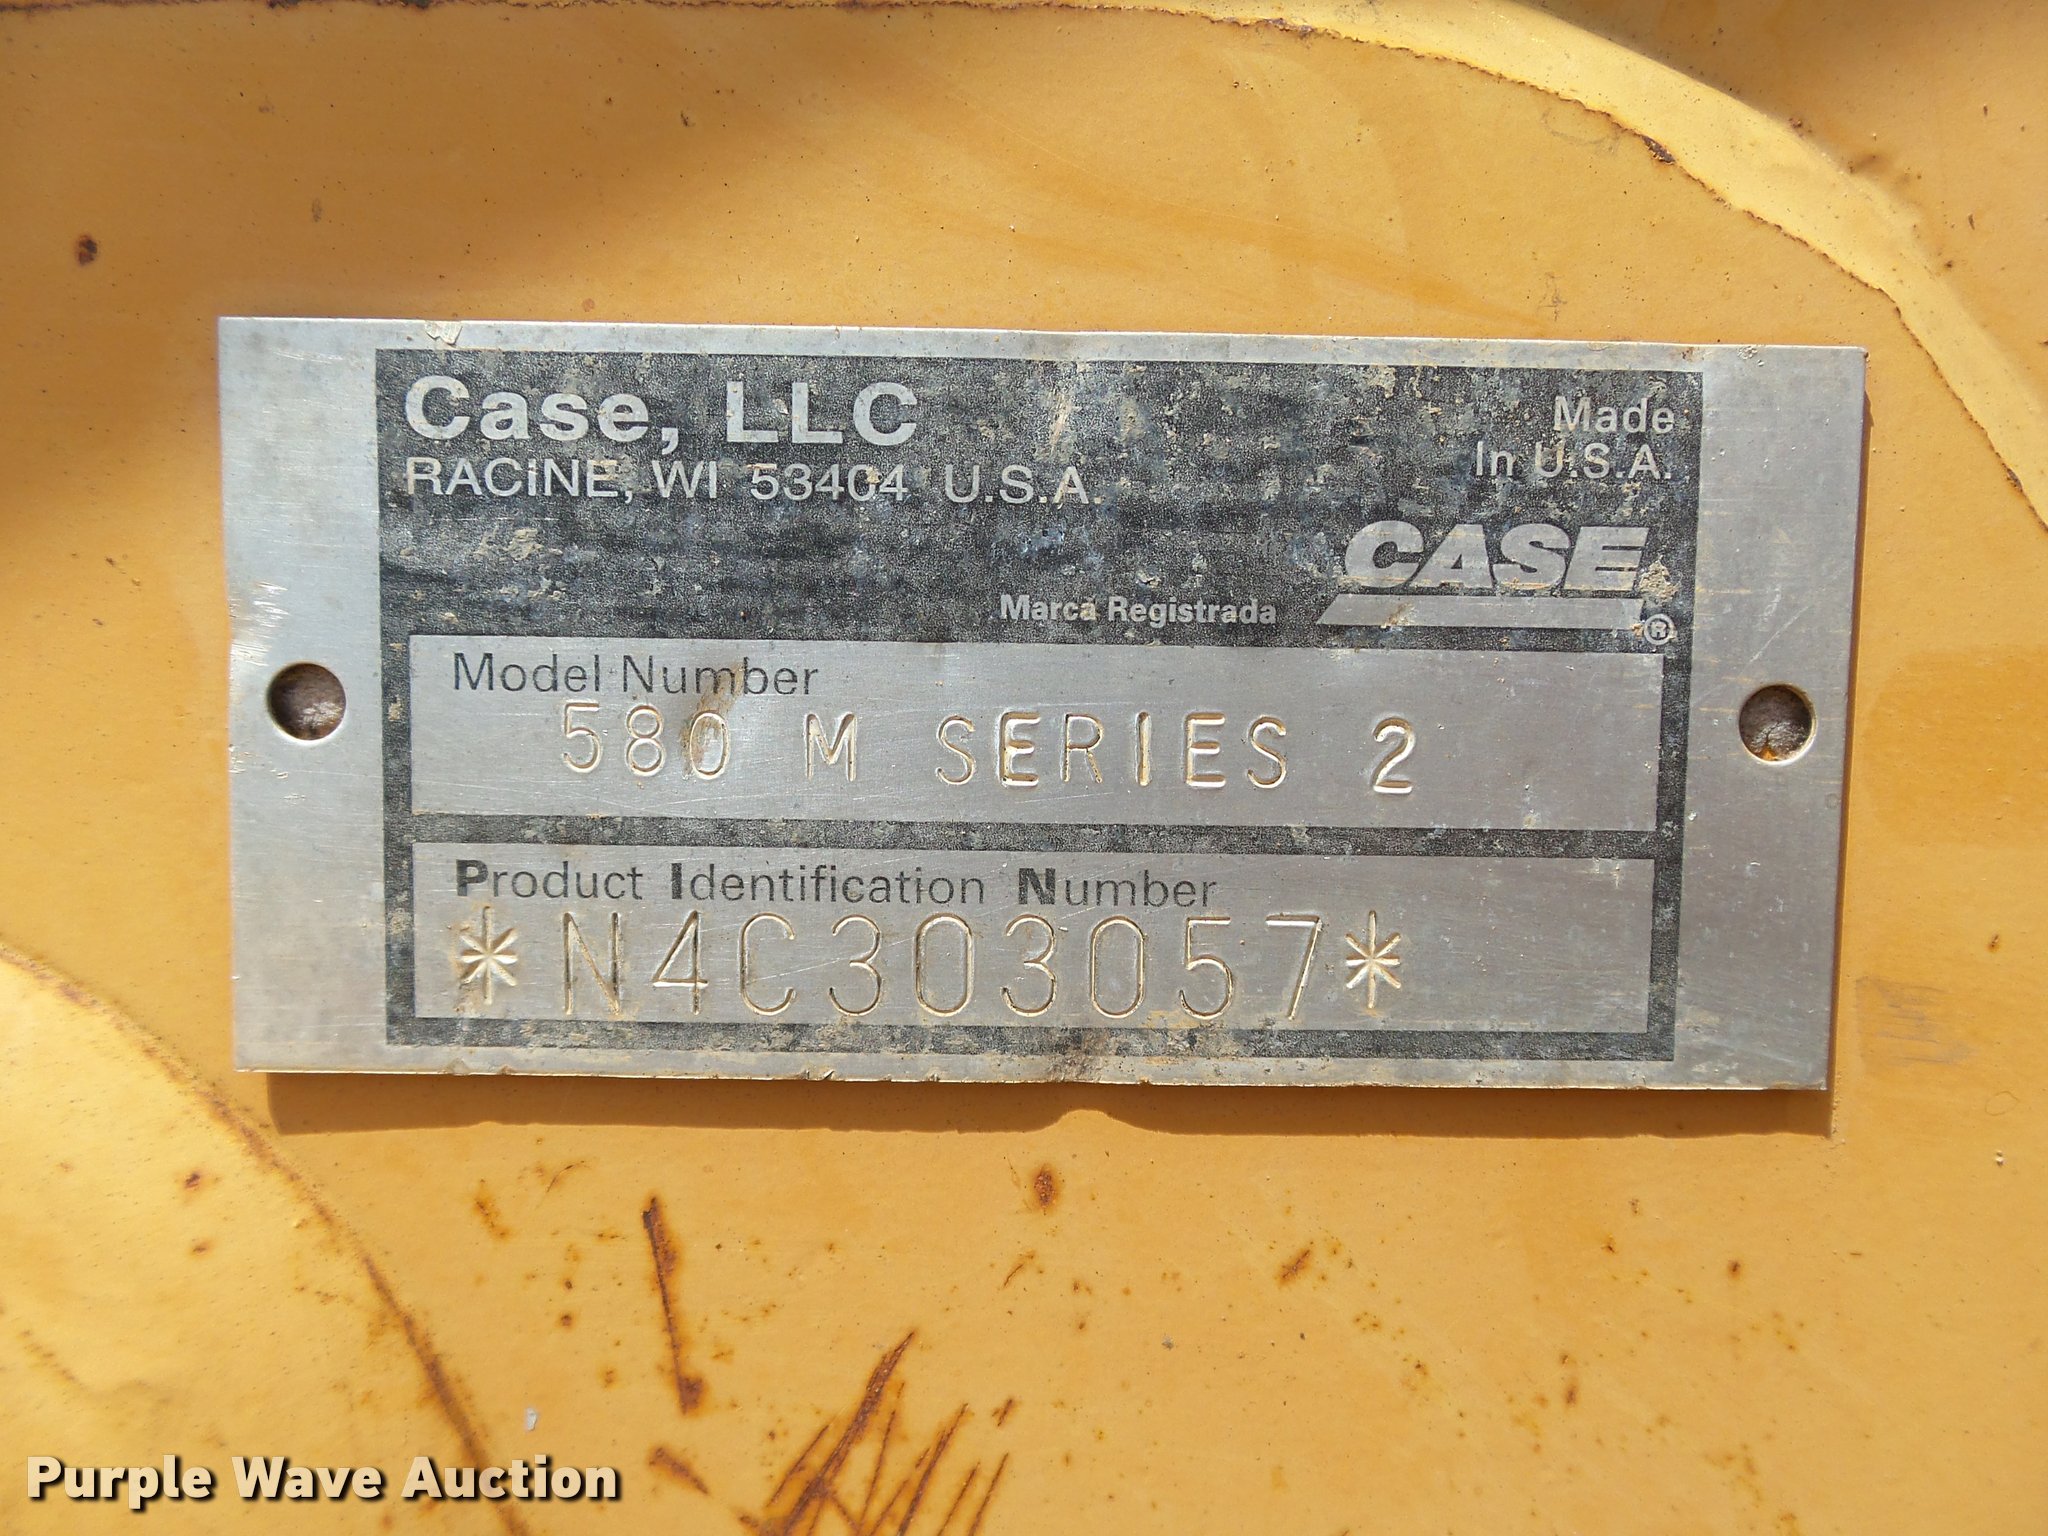 Case, LLC
RACINE, WI 53404 U.S.A.
Made
In U.S.A.
CASE
Marca Registrada
®
Model Number
580 M SERIES 2
Product Identification Number
*N4C303057*
Purple Wave Auction